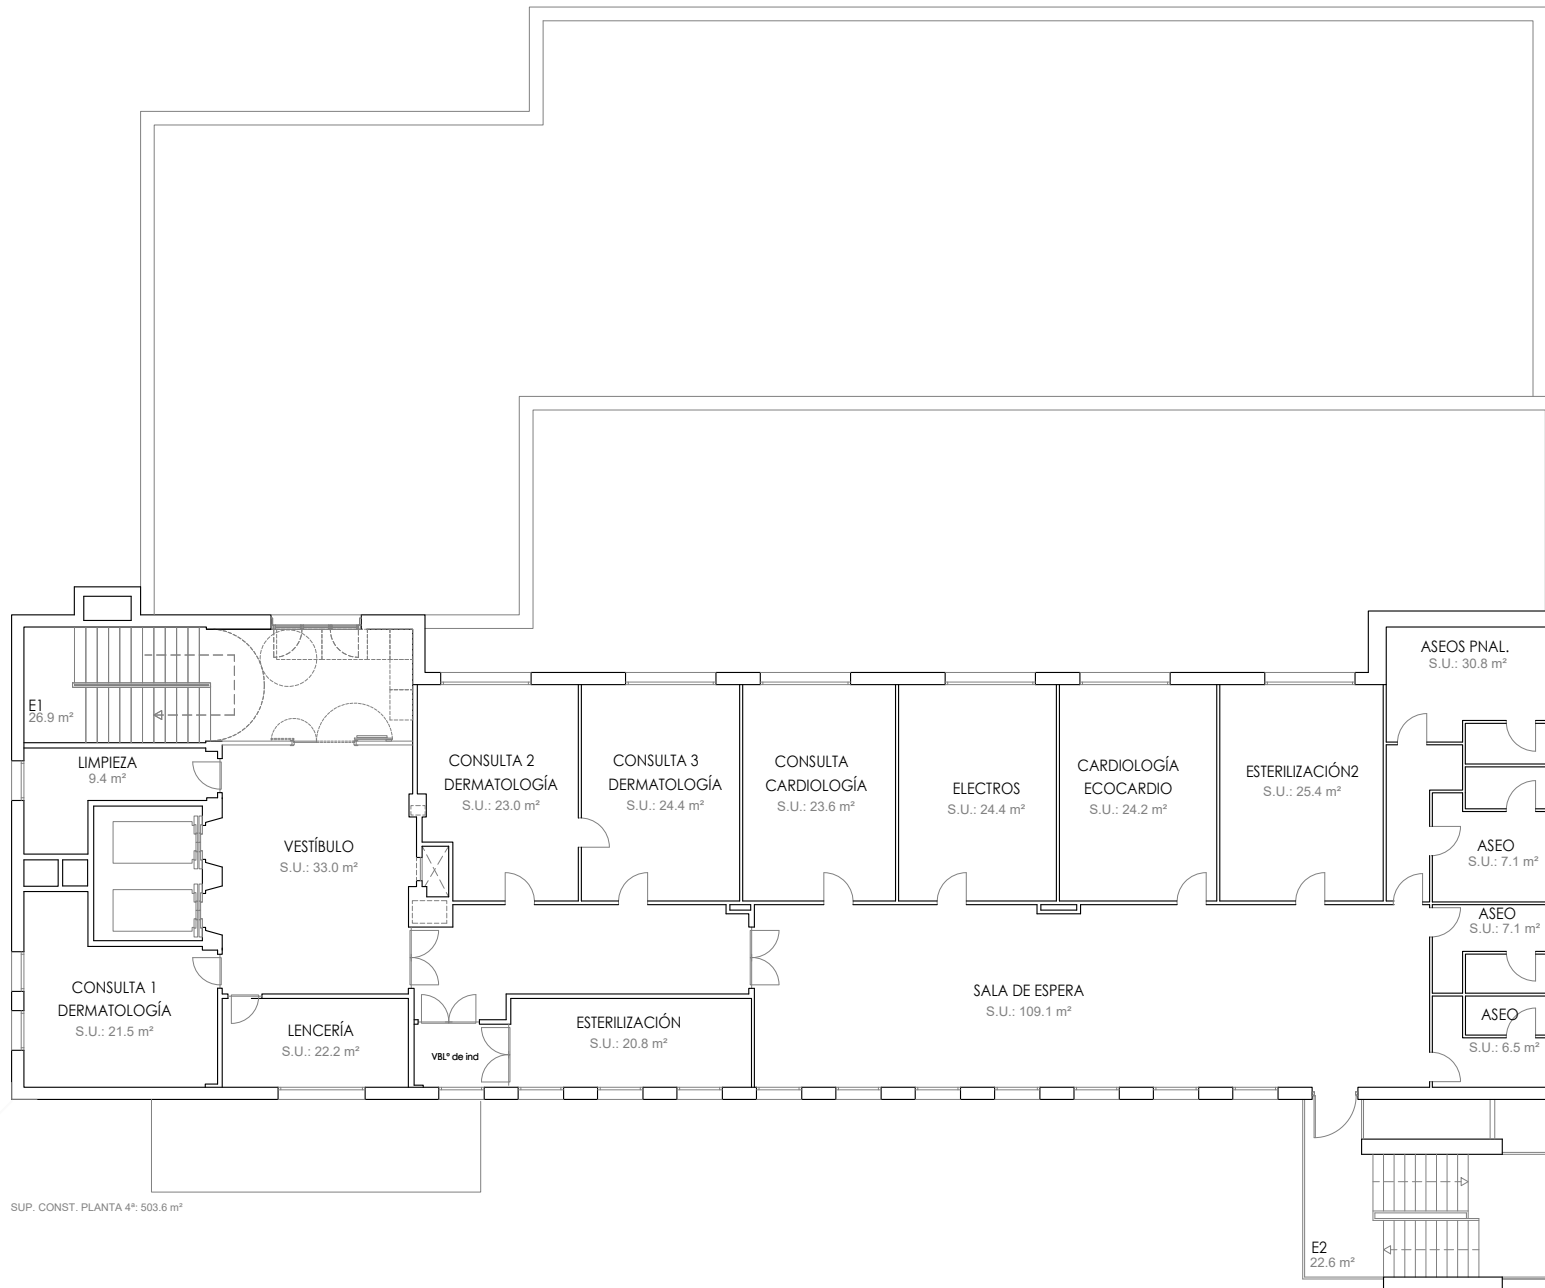 ASEOS PNAL.
S.U.: 30.8 m²
E1
26.9 m²
LIMPIEZA
9.4 m²
CONSULTA 2
DERMATOLOGÍA
S.U.: 23.0 m²
CONSULTA 3
DERMATOLOGÍA
S.U.: 24.4 m²
CONSULTA
CARDIOLOGÍA
S.U.: 23.6 m²
ELECTROS
S.U.: 24.4 m²
CARDIOLOGÍA
ECOCARDIO
S.U.: 24.2 m²
ESTERILIZACIÓN2
S.U.: 25.4 m²
VESTÍBULO
S.U.: 33.0 m²
ASEO
S.U.: 7.1 m²
ASEO
S.U.: 7.1 m²
CONSULTA 1
DERMATOLOGÍA
S.U.: 21.5 m²
LENCERÍA
S.U.: 22.2 m²
VBLº de ind
ESTERILIZACIÓN
S.U.: 20.8 m²
SALA DE ESPERA
S.U.: 109.1 m²
ASEO
S.U.: 6.5 m²
SUP. CONST. PLANTA 4ª: 503.6 m²
E2
22.6 m²